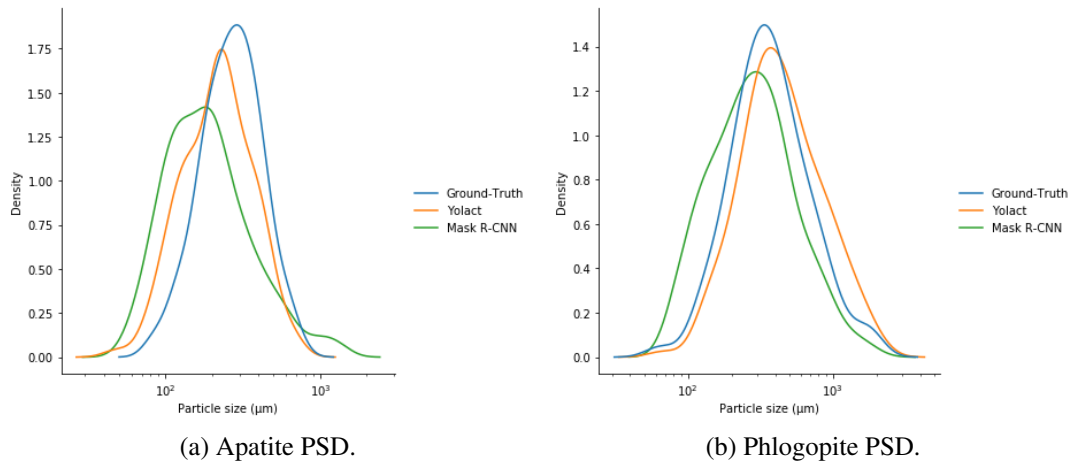 1.75
1.50
1.25
1.00
0.75
0.50
0.25
0.00
Density
10²
10³
Particle size (μm)
Ground-Truth
Yolact
Mask R-CNN
(a) Apatite PSD.
1.4
1.2
1.0
0.8
0.6
0.4
0.2
0.0
Density
10²
10³
Particle size (μm)
Ground-Truth
Yolact
Mask R-CNN
(b) Phlogopite PSD.